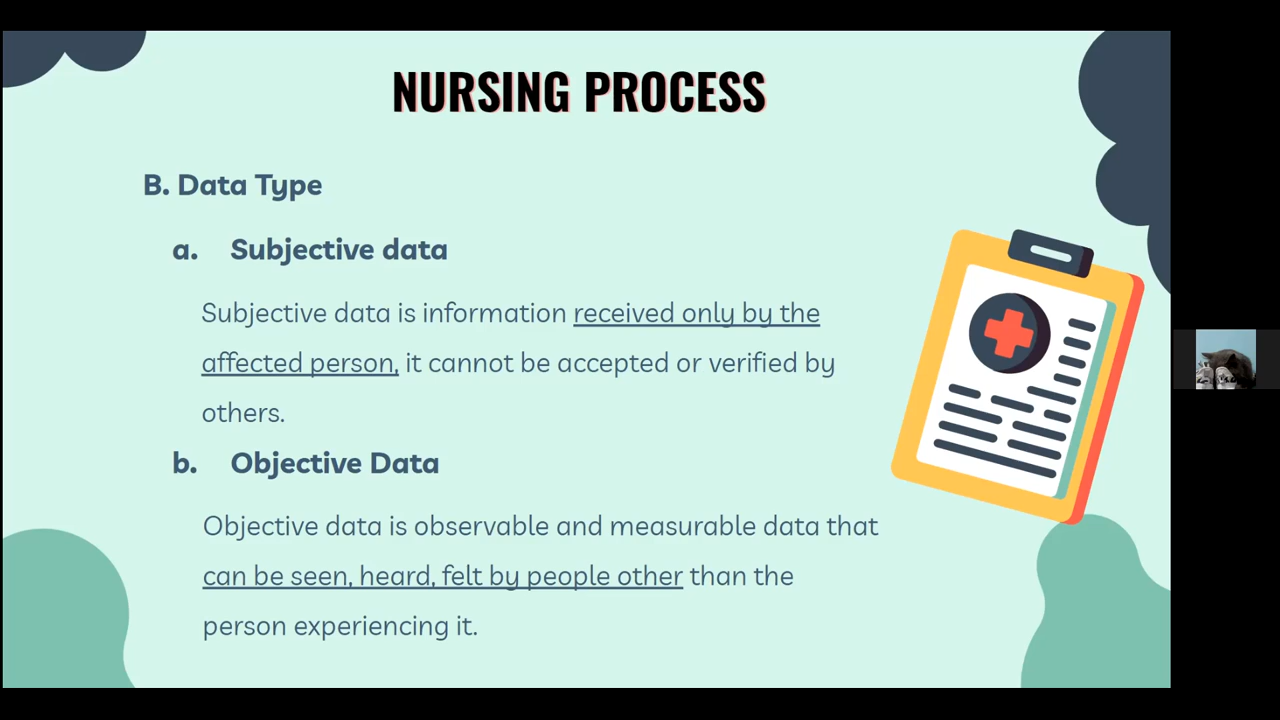 NURSING PROCESS
B. Data Type
a. Subjective data
Subjective data is information received only by the
affected person, it cannot be accepted or verified by
others.
b. Objective Data
Objective data is observable and measurable data that
can be seen, heard, felt by people other than the
person experiencing it.